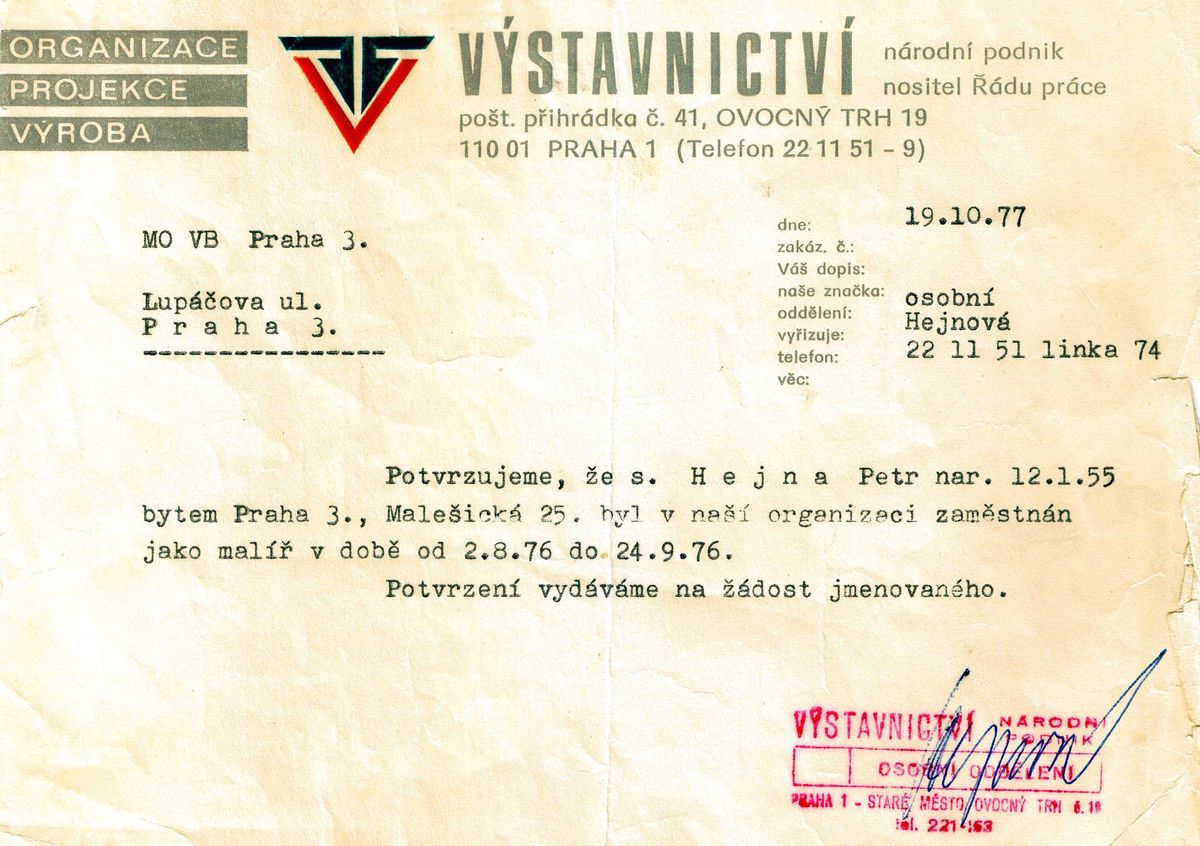 ORGANIZACE
PROJEKCE
VÝROBA
VÝSTAVNICTVÍ národní podnik
nositel Řádu práce
pošt. přihrádka č. 41, OVOCNÝ TRH 19
110 01 PRAHA 1 (Telefon 22 11 51 – 9)
MO VB Praha 3.
Lupáčova ul.
P r a h a 3.
----------------
dne: 19.10.77
zakáz. č.:
Váš dopis:
naše značka:
oddělení: osobní
vyřizuje: Hejnová
telefon: 22 11 51 linka 74
věc:
Potvrzujeme, že s. H e j n a Petr nar. 12.1.55
bytem Praha 3., Malešická 25. byl v naší organizaci zaměstnán
jako malíř v době od 2.8.76 do 24.9.76.
Potvrzení vydáváme na žádost jmenovaného.
VÝSTAVNICTVÍ NÁRODNÍ
PODNIK
OSOBNÍ ODDĚLENÍ
PRAHA 1 - STARÉ MĚSTO OVOCNÝ TRH č. 19
tel. 221-163